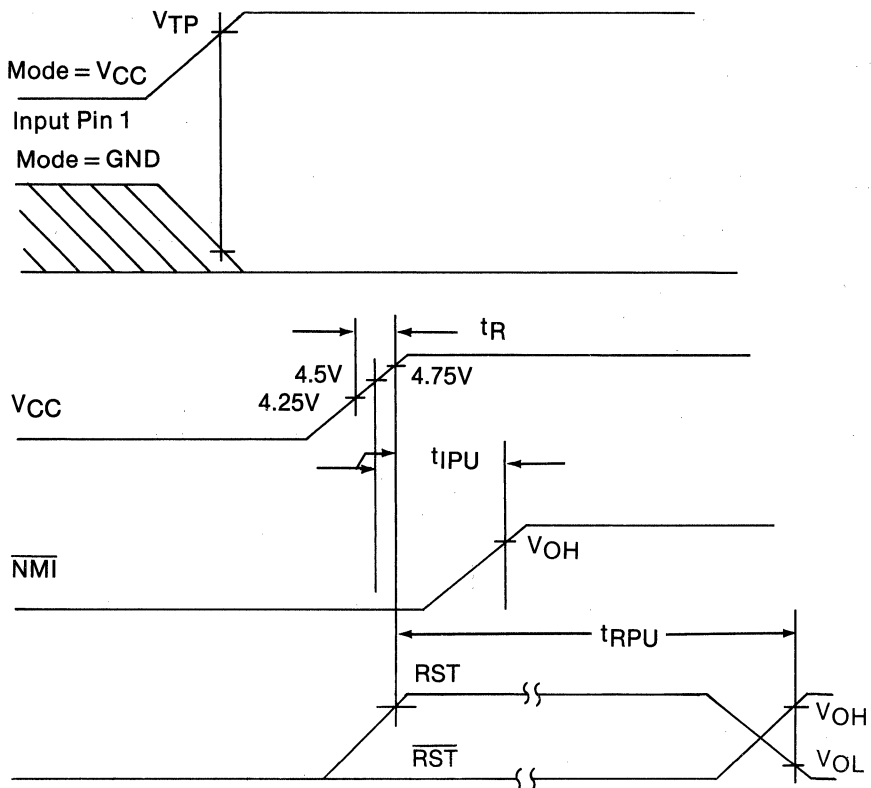 VTP
Mode = VCC
Input Pin 1
Mode = GND
tR
4.5V
4.75V
4.25V
VCC
tIPU
VOH
NMI
tRPU
RST
VOH
RST
VOL